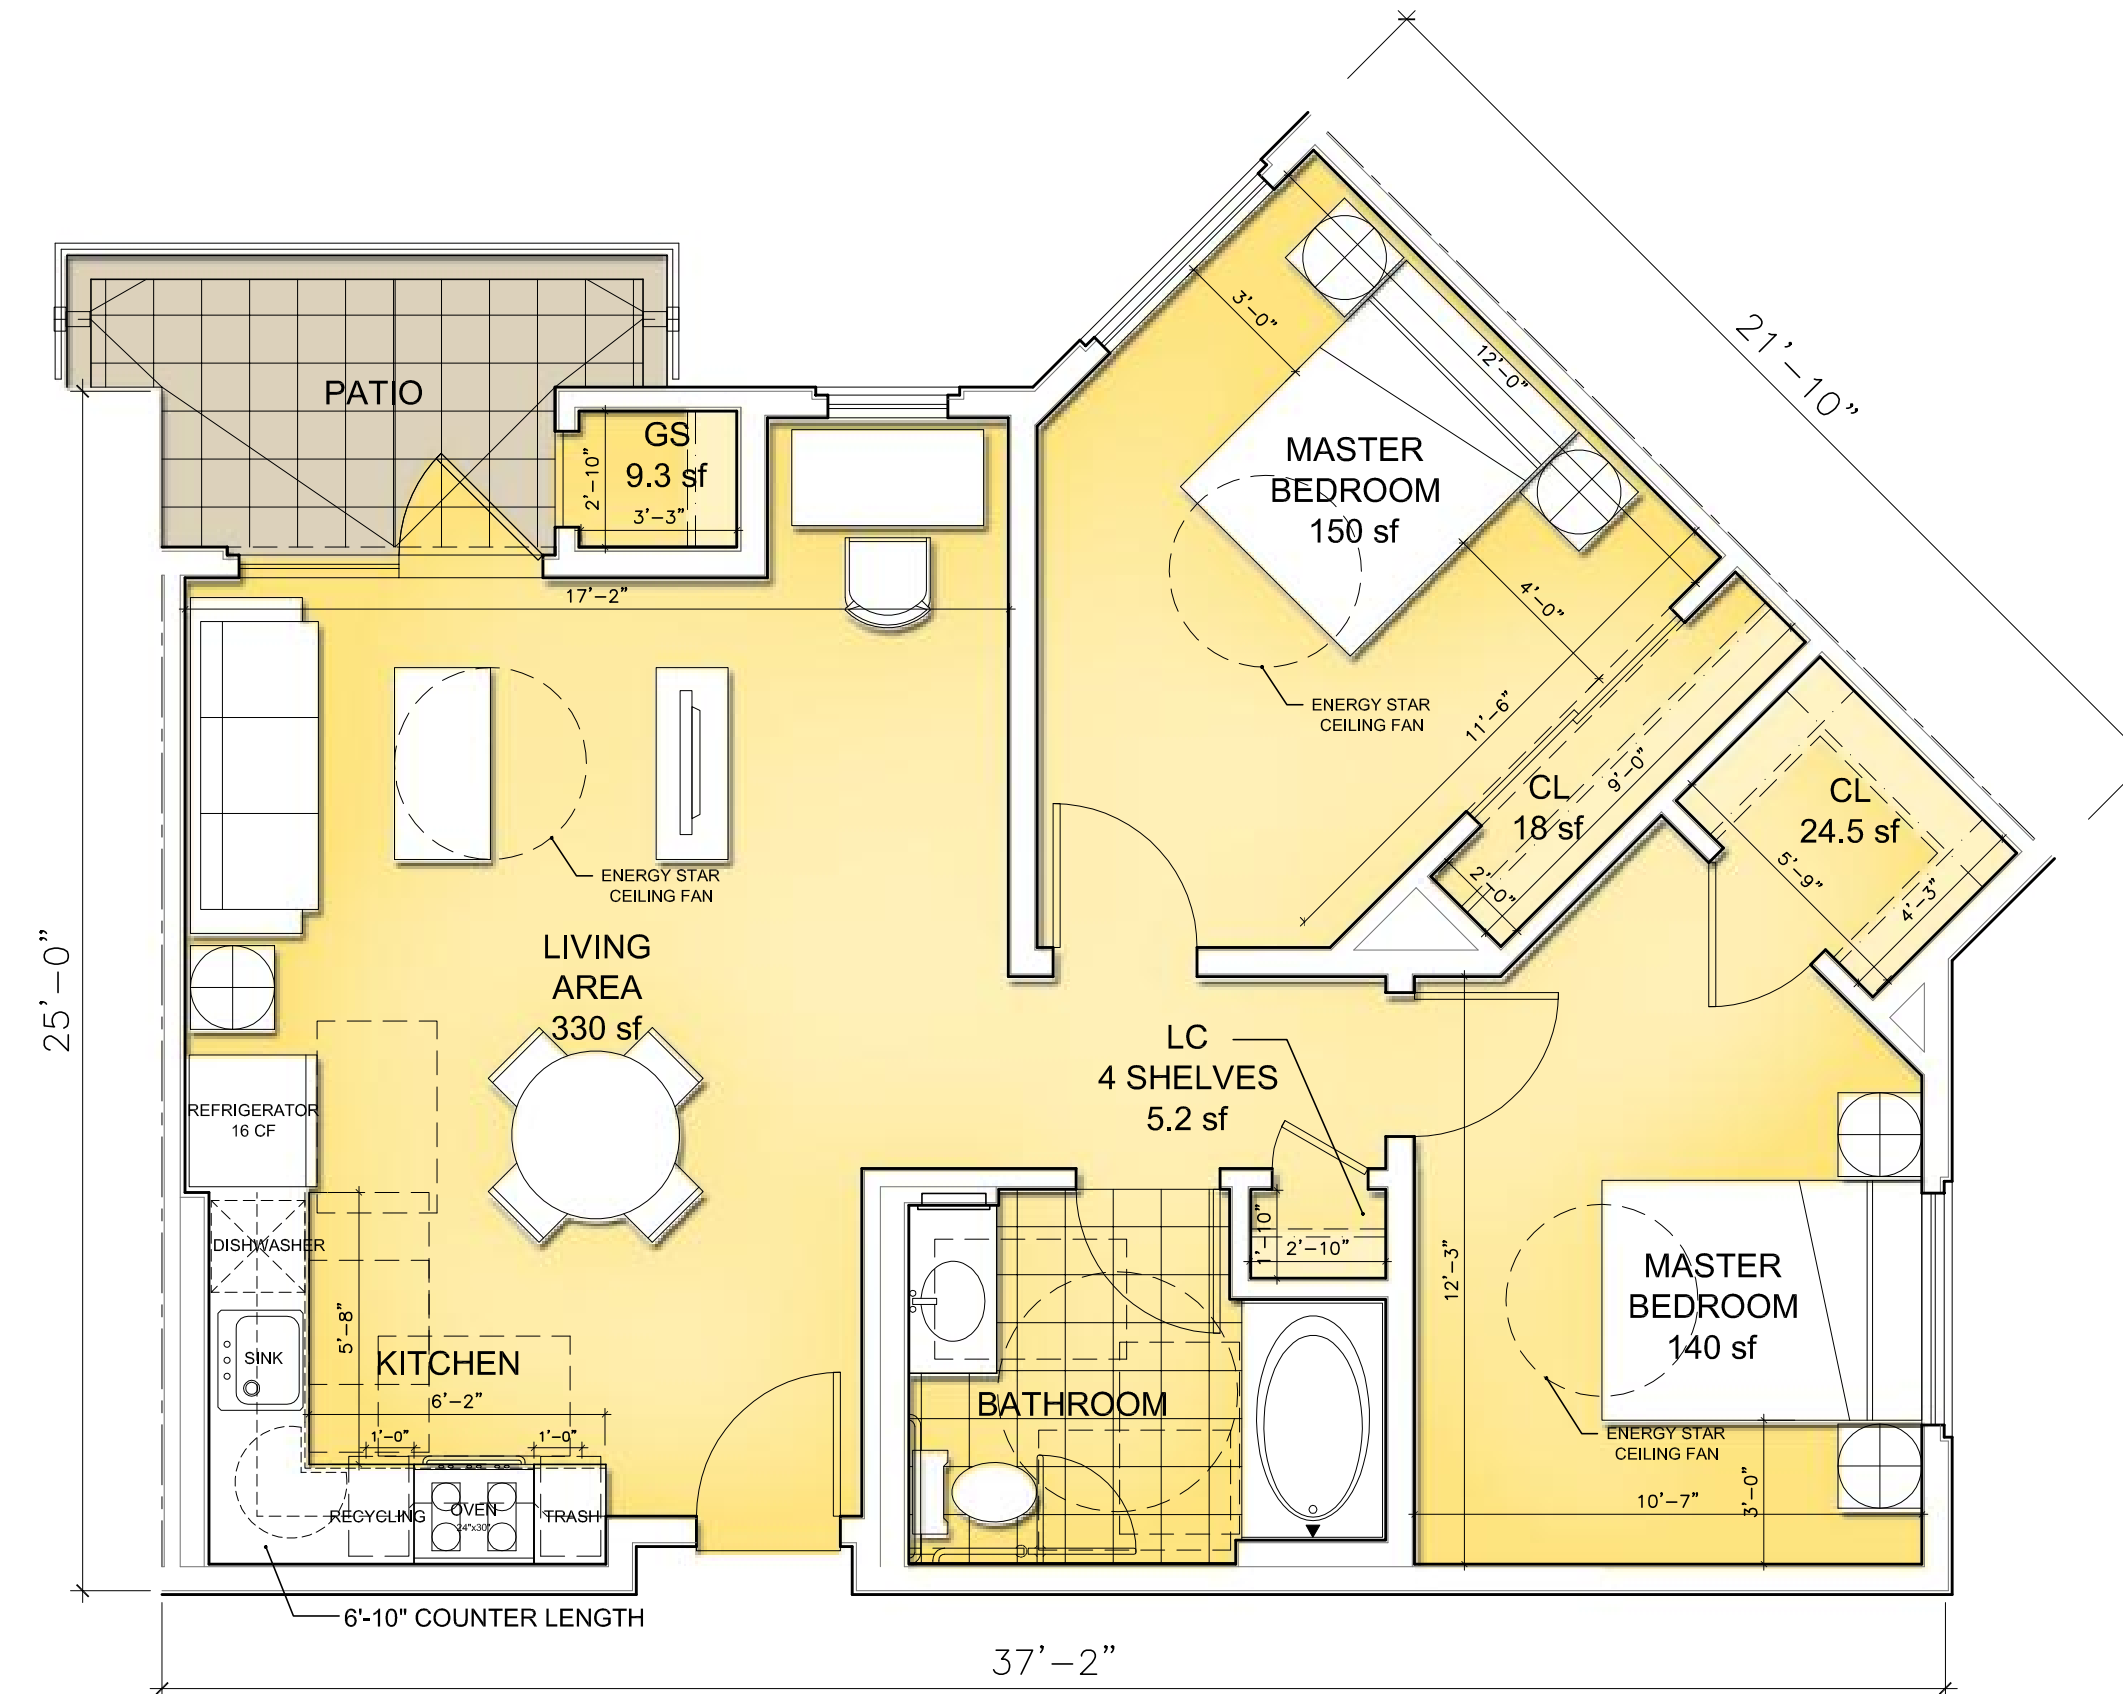 21'-10"
3'-0"
12'-0"
PATIO
GS
9.3 sf
2'-10"
3'-3"
MASTER
BEDROOM
150 sf
17'-2"
4'-0"
ENERGY STAR
CEILING FAN
11'-6"
9'-0"
CL
18 sf
2'-0"
CL
24.5 sf
5'-9"
4'-3"
ENERGY STAR
CEILING FAN
LIVING
AREA
330 sf
25'-0"
LC
4 SHELVES
5.2 sf
REFRIGERATOR
16 CF
DISHWASHER
1'-10"
2'-10"
12'-3"
MASTER
BEDROOM
140 sf
5'-8"
SINK
KITCHEN
6'-2"
1'-0"
1'-0"
BATHROOM
ENERGY STAR
CEILING FAN
10'-7"
3'-0"
RECYCLING
OVEN
24"x30"
TRASH
6'-10" COUNTER LENGTH
37'-2"